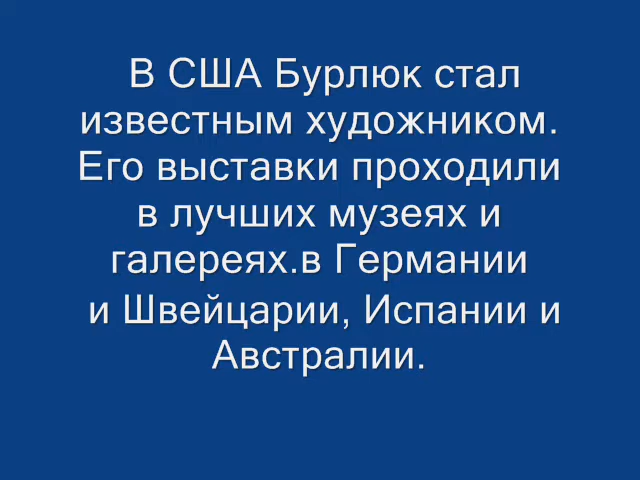 В США Бурлюк стал
известным художником.
Его выставки проходили
в лучших музеях и
галереях.в Германии
и Швейцарии, Испании и
Австралии.